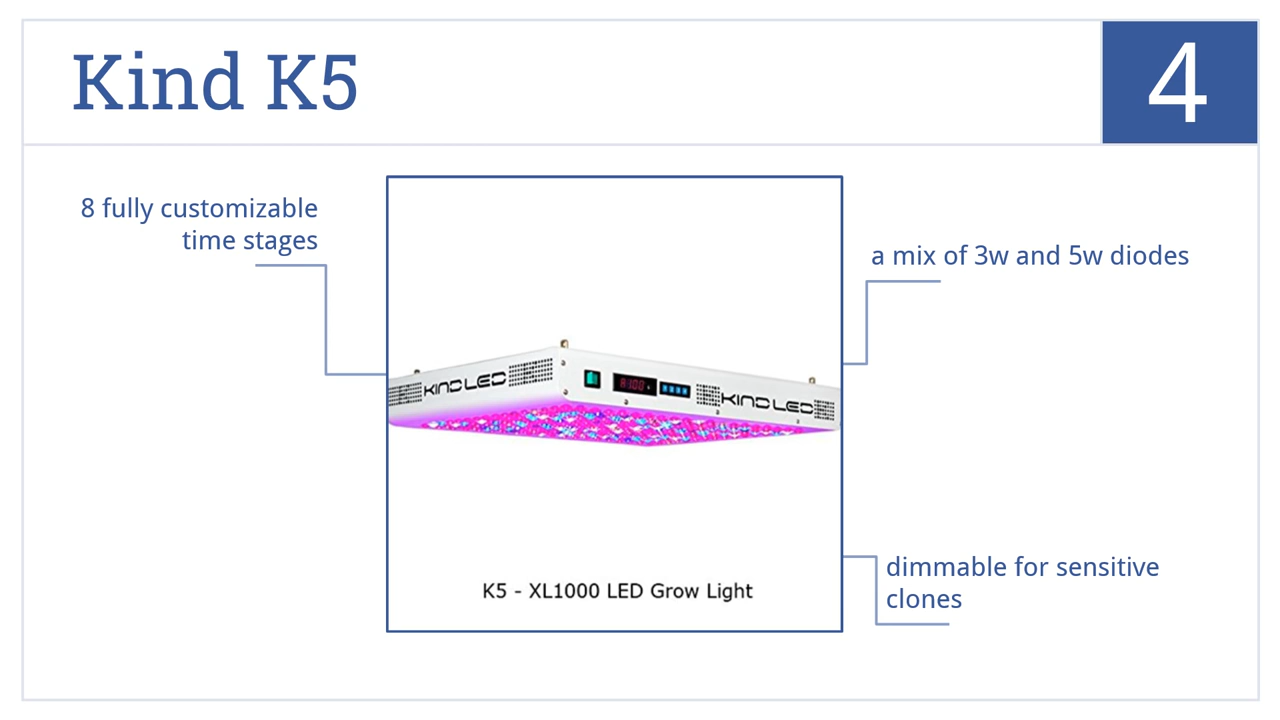 Kind K5
4
8 fully customizable
time stages
a mix of 3w and 5w diodes
KIND LED
KIND LED
dimmable for sensitive
clones
K5 - XL1000 LED Grow Light